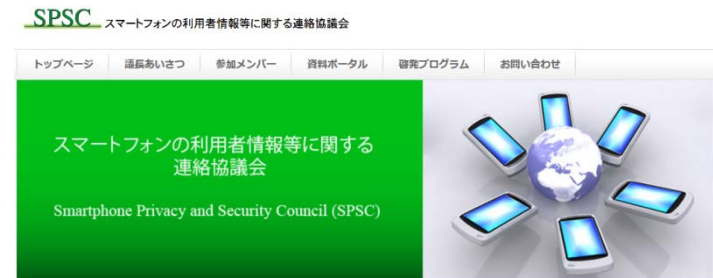 SPSC スマートフォンの利用者情報等に関する連絡協議会
トップページ 議長あいさつ 参加メンバー 資料ポータル 啓発プログラム お問い合わせ
スマートフォンの利用者情報等に関する
連絡協議会
Smartphone Privacy and Security Council (SPSC)